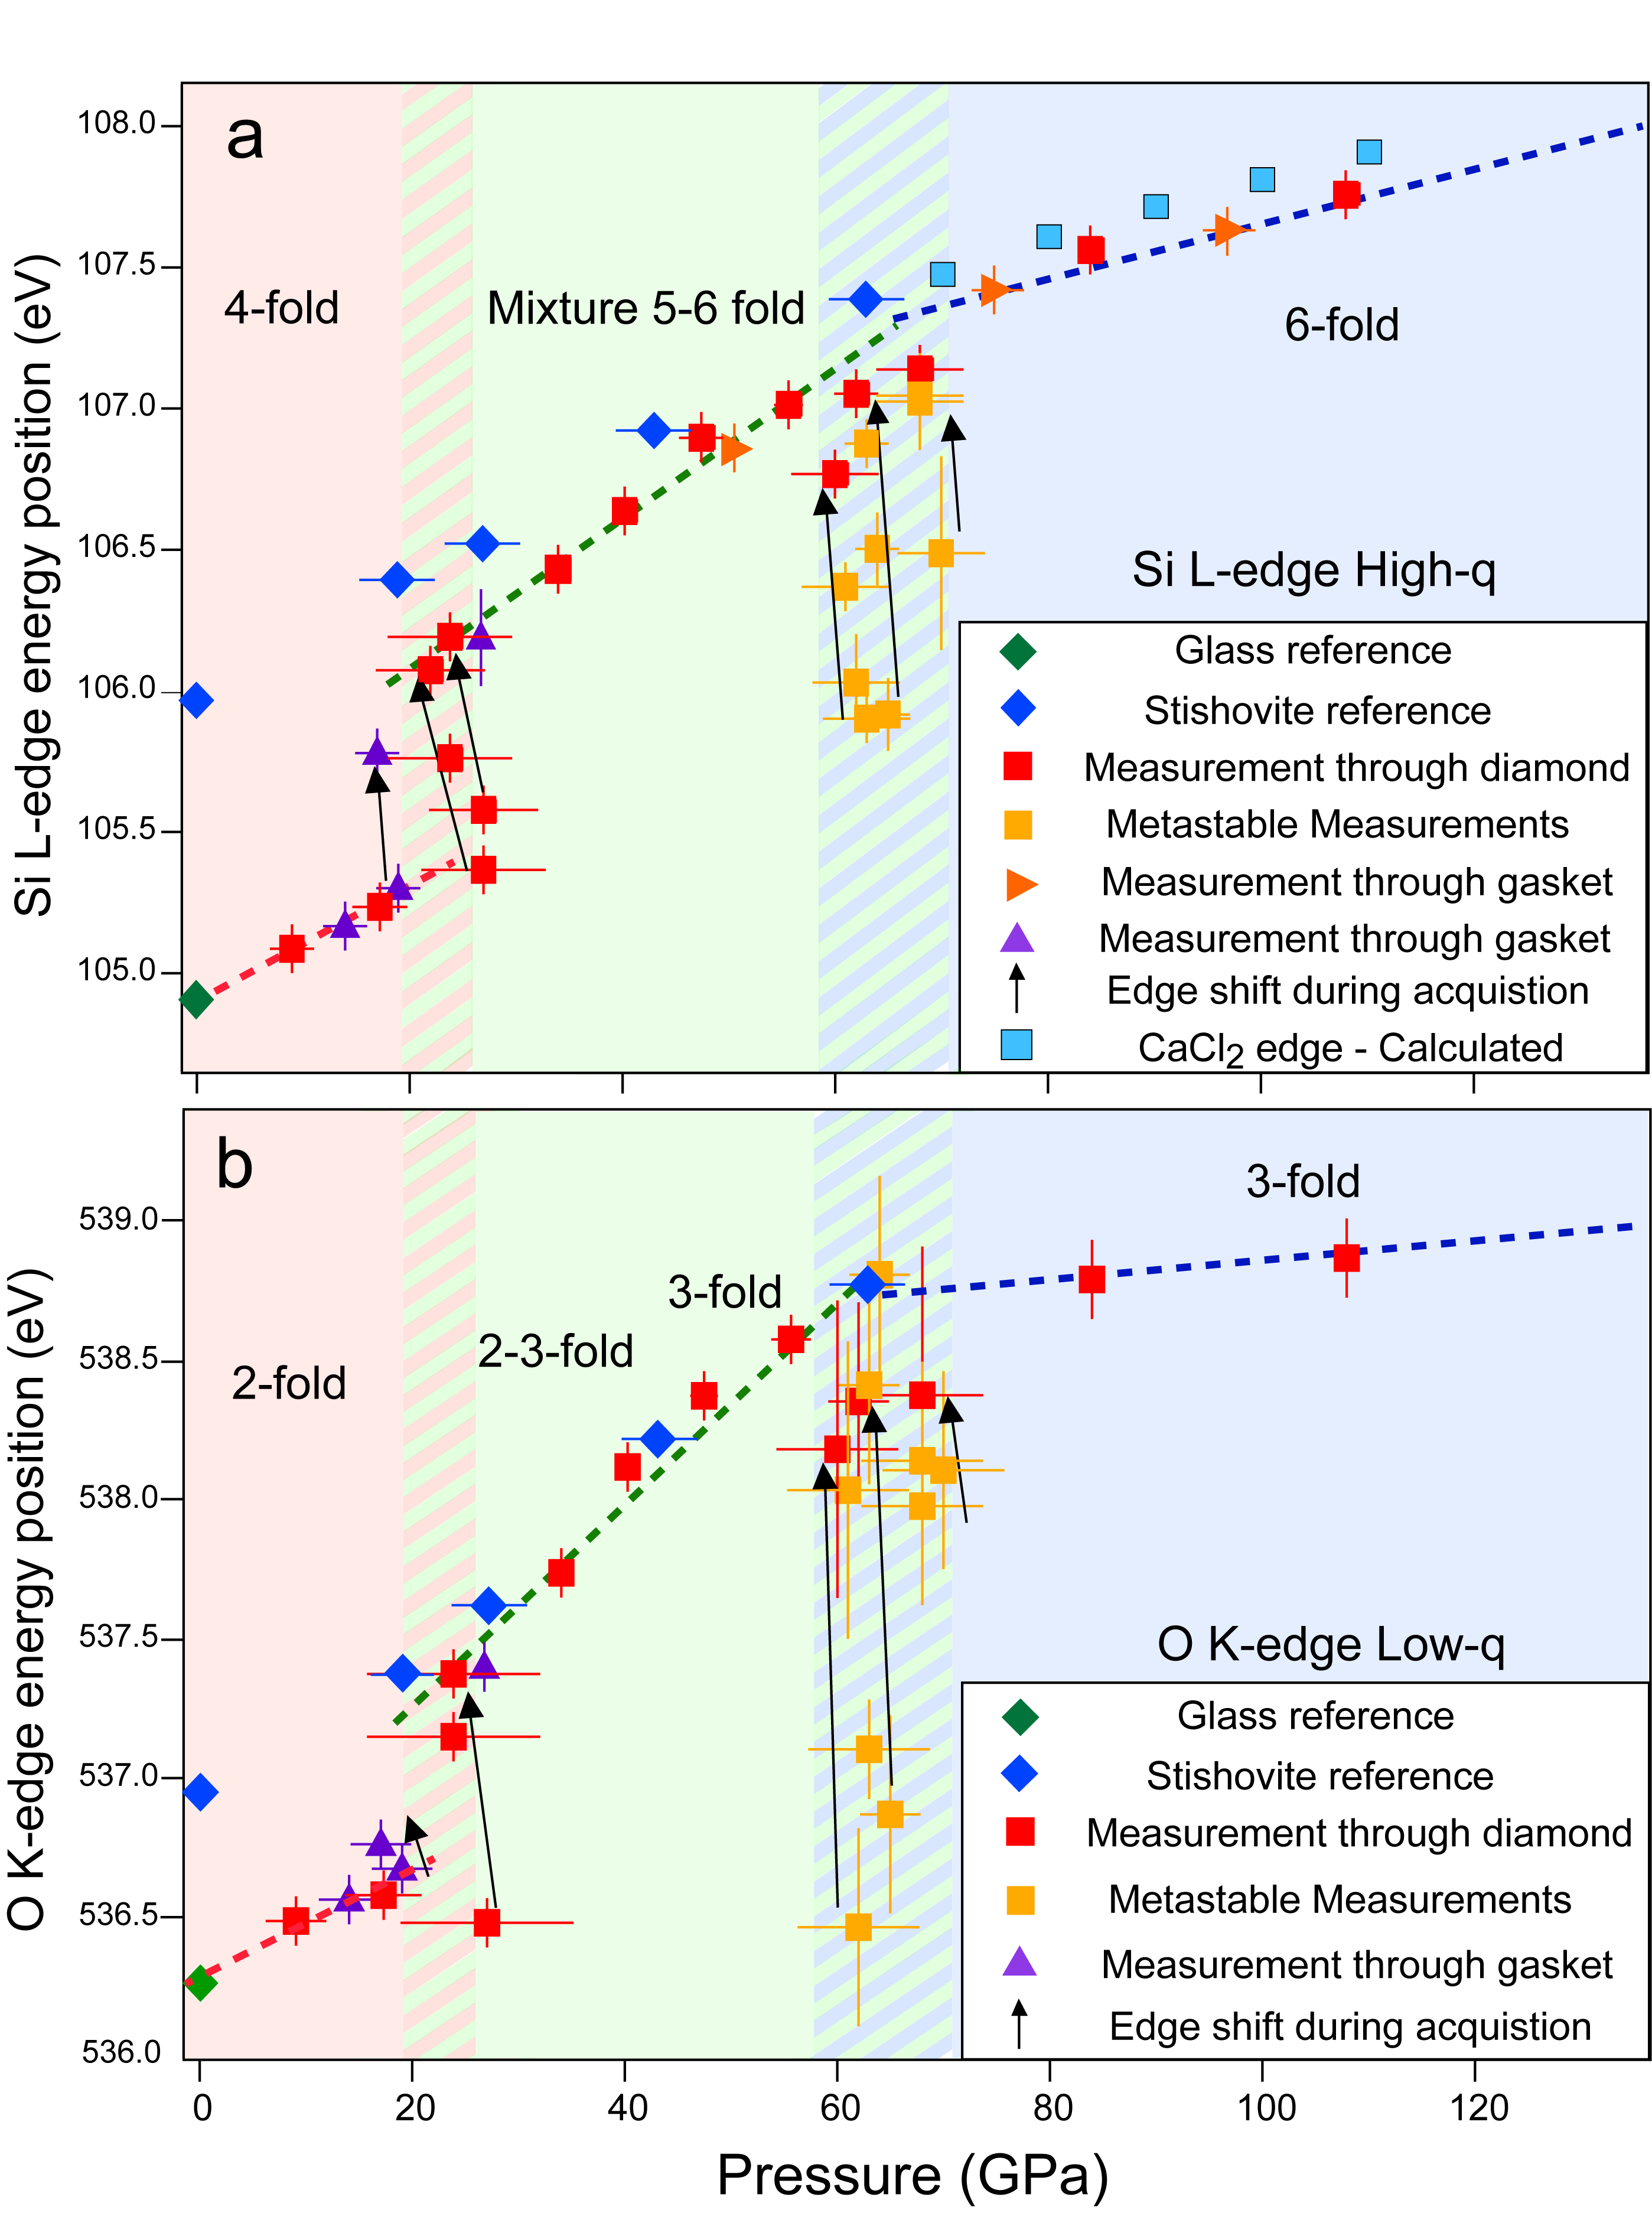 a
108.0
107.5
107.0
106.5
106.0
105.5
105.0
Si L-edge energy position (eV)
4-fold
Mixture 5-6 fold
6-fold
Si L-edge High-q
Glass reference
Stishovite reference
Measurement through diamond
Metastable Measurements
Measurement through gasket
Measurement through gasket
Edge shift during acquistion
CaCl2 edge - Calculated
b
539.0
538.5
538.0
537.5
537.0
536.5
536.0
O K-edge energy position (eV)
2-fold
2-3-fold
3-fold
3-fold
O K-edge Low-q
Glass reference
Stishovite reference
Measurement through diamond
Metastable Measurements
Measurement through gasket
Edge shift during acquistion
0 20 40 60 80 100 120
Pressure (GPa)